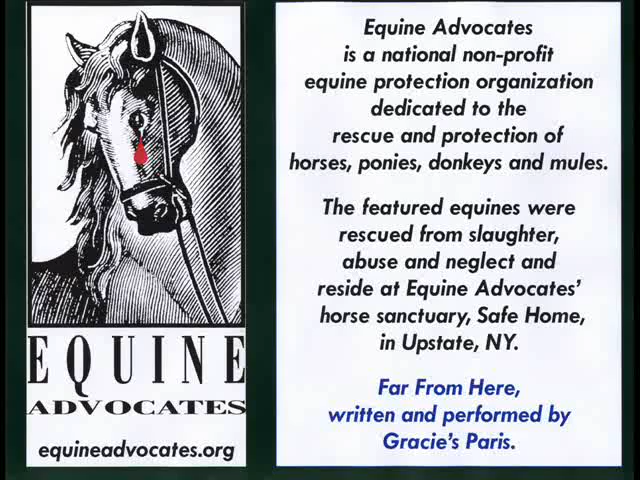 EQUINE
ADVOCATES
equineadvocates.org
Equine Advocates
is a national non-profit
equine protection organization
dedicated to the
rescue and protection of
horses, ponies, donkeys and mules.
The featured equines were
rescued from slaughter,
abuse and neglect and
reside at Equine Advocates'
horse sanctuary, Safe Home,
in Upstate, NY.
Far From Here,
written and performed by
Gracie's Paris.